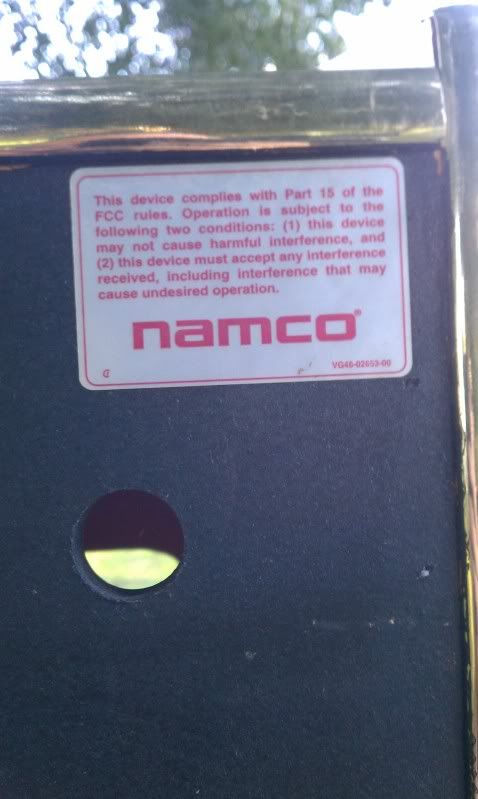 This device complies with Part 15 of the
FCC rules. Operation is subject to the
following two conditions: (1) this device
may not cause harmful interference, and
(2) this device must accept any interference
received, including interference that may
cause undesired operation.
namco®
VG46-02653-00